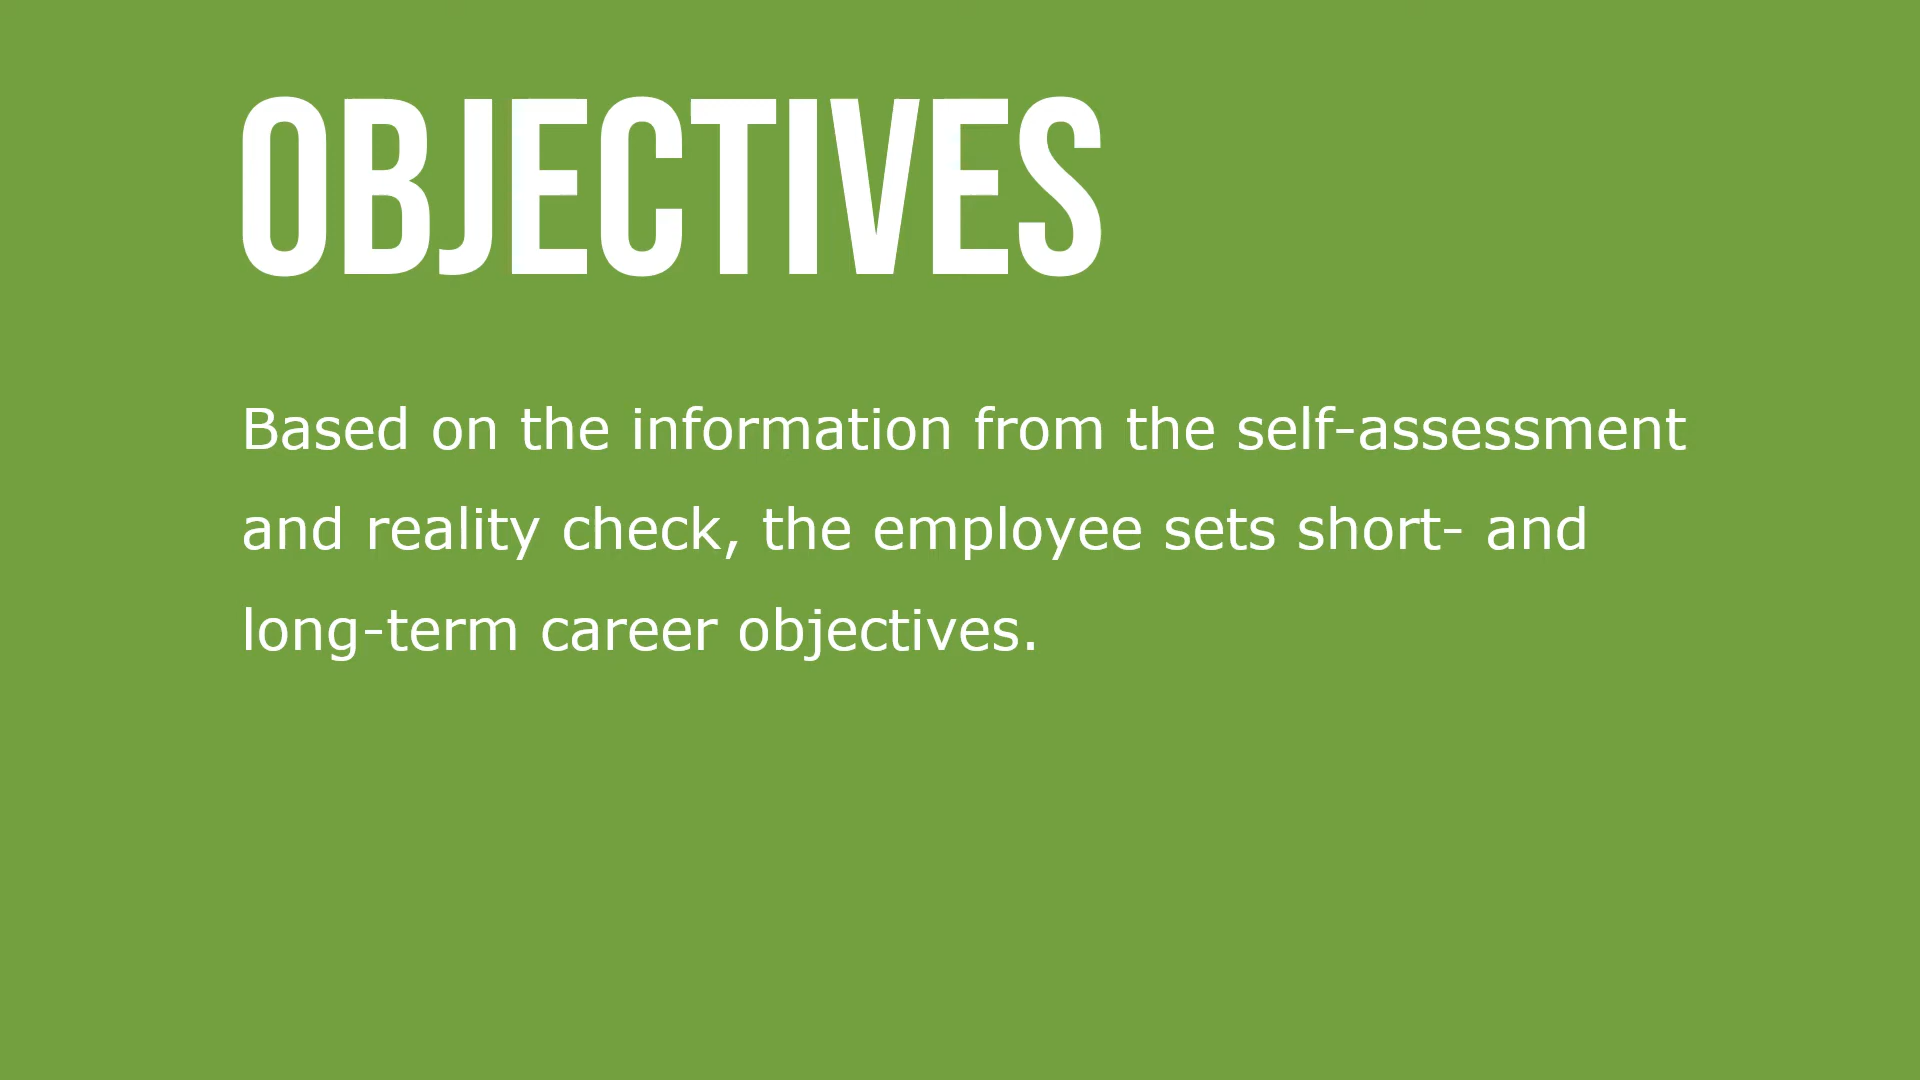 OBJECTIVES
Based on the information from the self-assessment
and reality check, the employee sets short- and
long-term career objectives.